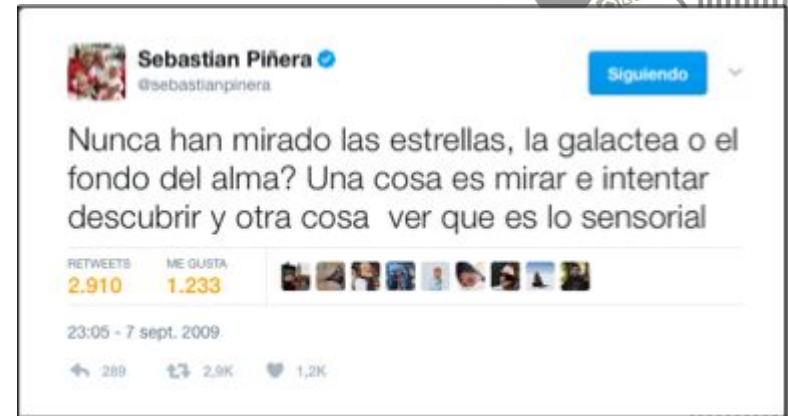 Sebastian Piñera
@sebastianpinera
Siguiendo
Nunca han mirado las estrellas, la galactea o el
fondo del alma? Una cosa es mirar e intentar
descubrir y otra cosa  ver que es lo sensorial
RETWEETS ME GUSTA
2.910 1.233
23:05 - 7 sept. 2009
289 2,9K 1,2K